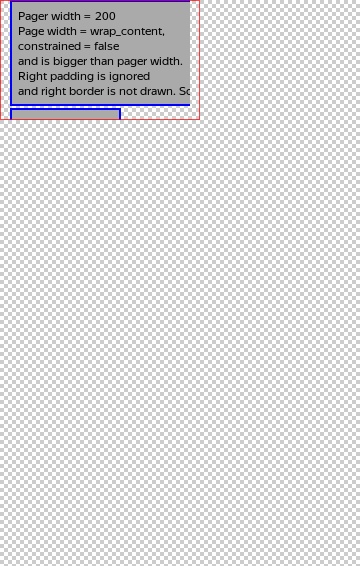 Pager width = 200
Page width = wrap_content,
constrained = false
and is bigger than pager width.
Right padding is ignored
and right border is not drawn. Sc